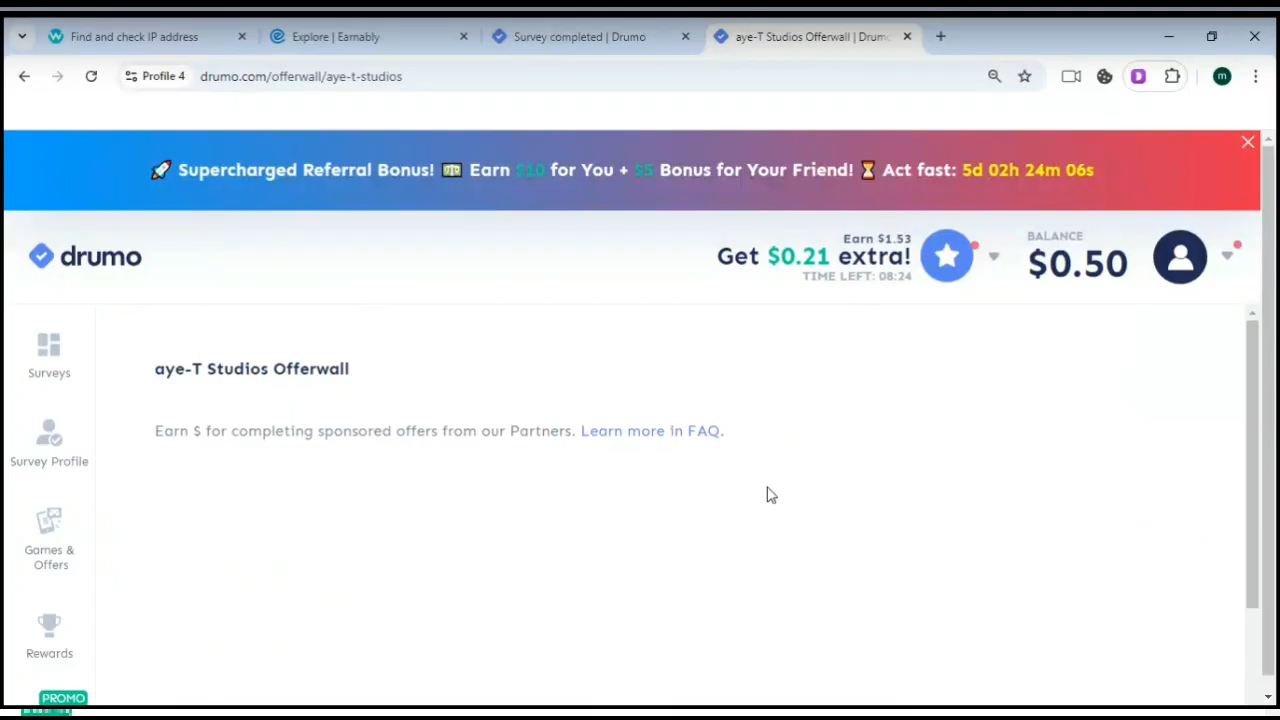 Find and check IP address
Explore | Earnably
Survey completed | Drumo
aye-T Studios Offerwall | Drum
Profile 4
drumo.com/offerwall/aye-t-studios
m
🚀 Supercharged Referral Bonus! 💵 Earn $10 for You + $5 Bonus for Your Friend! ⏳ Act fast: 5d 02h 24m 06s
drumo
Earn $1.53
Get $0.21 extra!
TIME LEFT: 08:24
BALANCE
$0.50
Surveys
Survey Profile
Games &
Offers
Rewards
PROMO
aye-T Studios Offerwall
Earn $ for completing sponsored offers from our Partners. Learn more in FAQ.